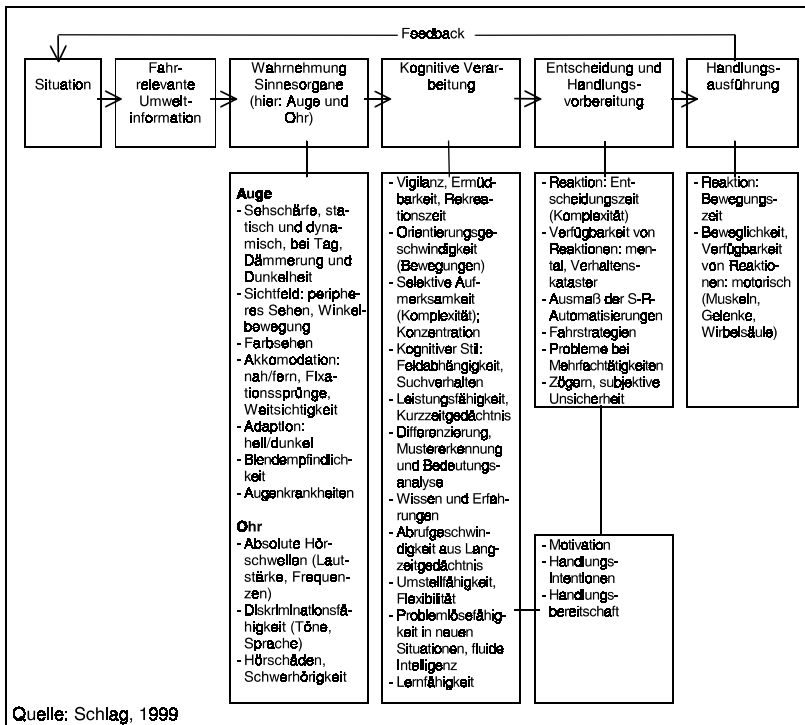 Feedback
Situation
Fahr-
relevante
Umwelt-
information
Wahrnehmung
Sinnesorgane
(hier: Auge und
Ohr)
Kognitive Verar-
beitung
Entscheidung und
Handlungs-
vorbereitung
Handlungs-
ausführung
Auge
- Sehschärfe, sta-
tisch und dyna-
misch, bei Tag,
Dämmerung und
Dunkelheit
- Sichtfeld: periphe-
res Sehen, Winkel-
bewegung
- Farbsehen
- Akkomodation:
nah/fern, Fixa-
tionssprünge,
Weitsichtigkeit
- Adaption:
hell/dunkel
- Blendempfindlich-
keit
- Augenkrankheiten
Ohr
- Absolute Hör-
schwellen (Laut-
stärke, Frequen-
zen)
- Diskriminationsfä-
higkeit (Töne,
Sprache)
- Hörschäden,
Schwerhörigkeit
- Vigilanz, Ermüd-
barkeit, Rekrea-
tionszeit
- Orientierungsge-
schwindigkeit
(Bewegungen)
- Selektive Auf-
merksamkeit
(Komplexität);
Konzentration
- Kognitiver Stil:
Feldabhängigkeit,
Suchverhalten
- Leistungsfähigkeit,
Kurzzeitgedächtnis
- Differenzierung,
Mustererkennung
und Bedeutungs-
analyse
- Wissen und Erfah-
rungen
- Abrufgeschwin-
digkeit aus Lang-
zeitgedächtnis
- Umstellfähigkeit,
Flexibilität
- Problemlösefähig-
keit in neuen
Situationen, fluide
Intelligenz
- Lernfähigkeit
- Reaktion: Ent-
scheidungszeit
(Komplexität)
- Verfügbarkeit von
Reaktionen: men-
tal, Verhaltens-
kataster
- Ausmaß der S-R-
Automatisierungen
- Fahrstrategien
- Probleme bei
Mehrfachtätigkeiten
- Zögern, subjektive
Unsicherheit
- Motivation
- Handlungs-
Intentionen
- Handlungs-
bereitschaft
- Reaktion:
Bewegungs-
zeit
- Beweglichkeit,
Verfügbarkeit
von Reaktio-
nen: motorisch
(Muskeln,
Gelenke,
Wirbelsäule)
Quelle: Schlag, 1999